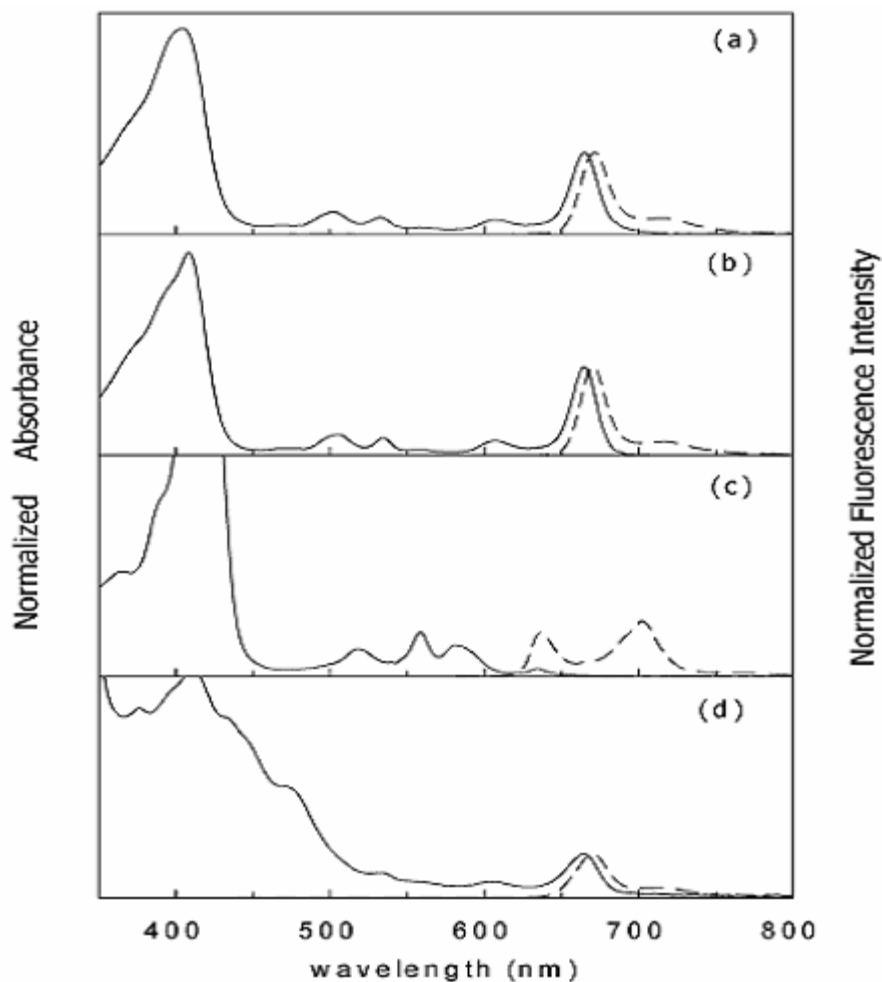 (a)
(b)
(c)
(d)
Normalized Absorbance
Normalized Fluorescence Intensity
400 500 600 700 800
wavelength (nm)